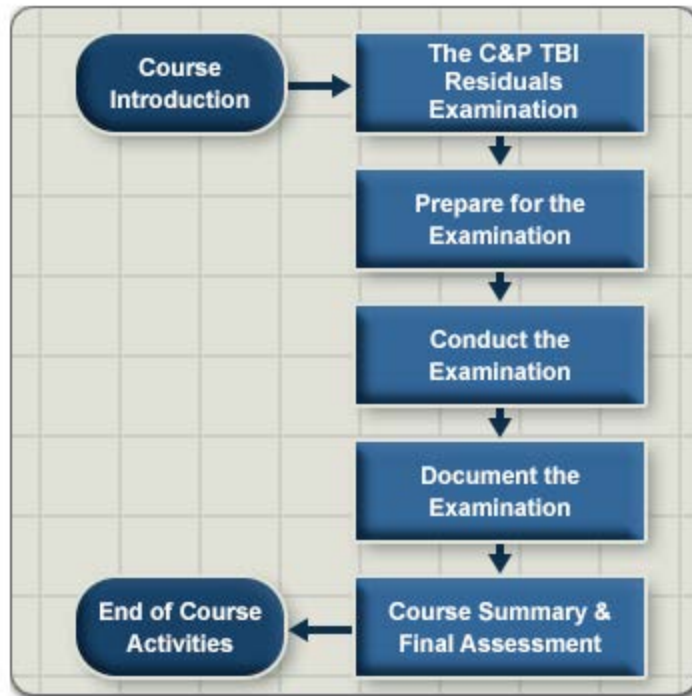 Course
Introduction
The C&P TBI
Residuals
Examination
Prepare for the
Examination
Conduct the
Examination
Document the
Examination
Course Summary &
Final Assessment
End of Course
Activities